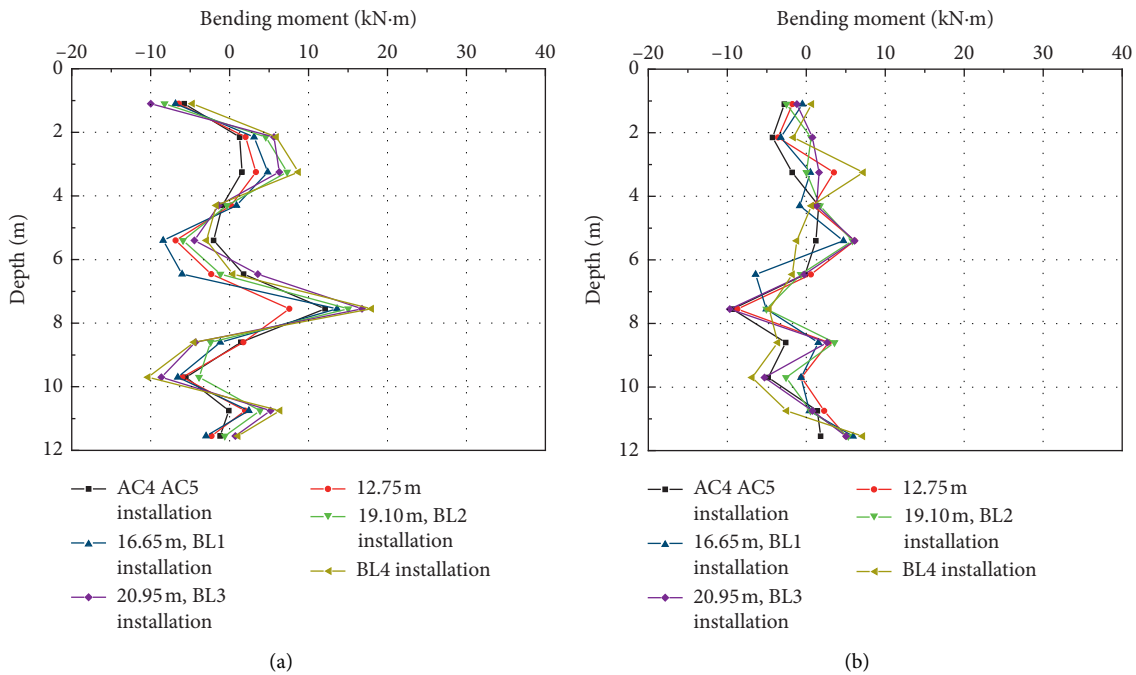 Bending moment (kN·m)
–20 –10 0 10 20 30 40
0
2
4
6
8
10
12
Depth (m)
AC4 AC5
installation
16.65 m, BL1
installation
20.95 m, BL3
installation
12.75 m
19.10 m, BL2
installation
BL4 installation
(a)
Bending moment (kN·m)
–20 –10 0 10 20 30 40
0
2
4
6
8
10
12
Depth (m)
AC4 AC5
installation
16.65 m, BL1
installation
20.95 m, BL3
installation
12.75 m
19.10 m, BL2
installation
BL4 installation
(b)